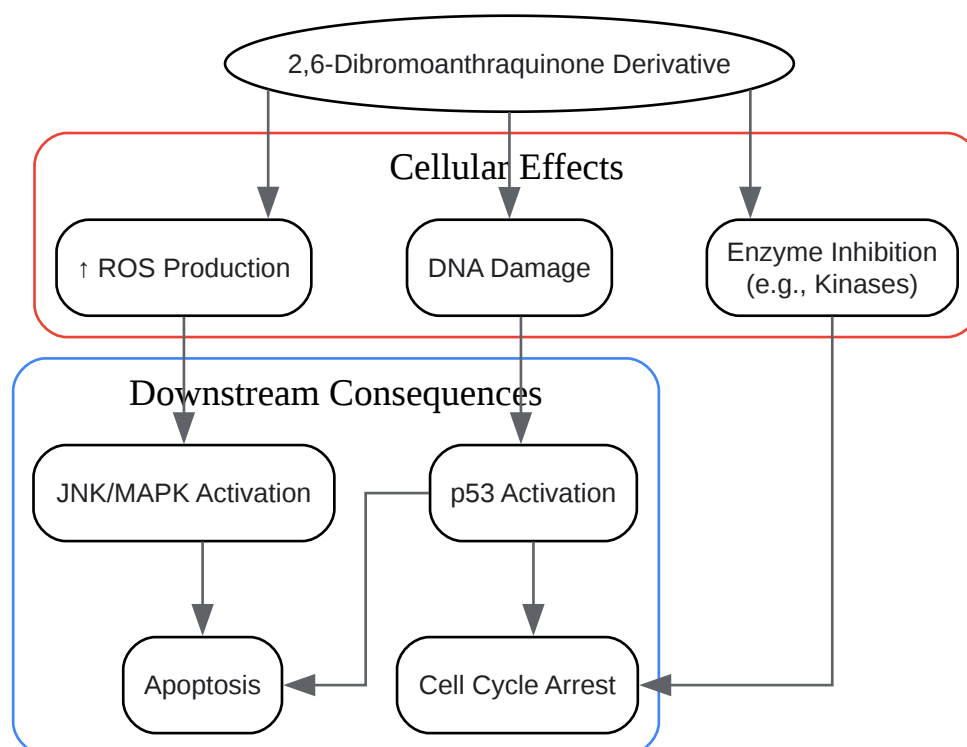 2,6-Dibromoanthraquinone Derivative
Cellular Effects
↑ ROS Production
DNA Damage
Enzyme Inhibition
(e.g., Kinases)
Downstream Consequences
JNK/MAPK Activation
p53 Activation
Apoptosis
Cell Cycle Arrest